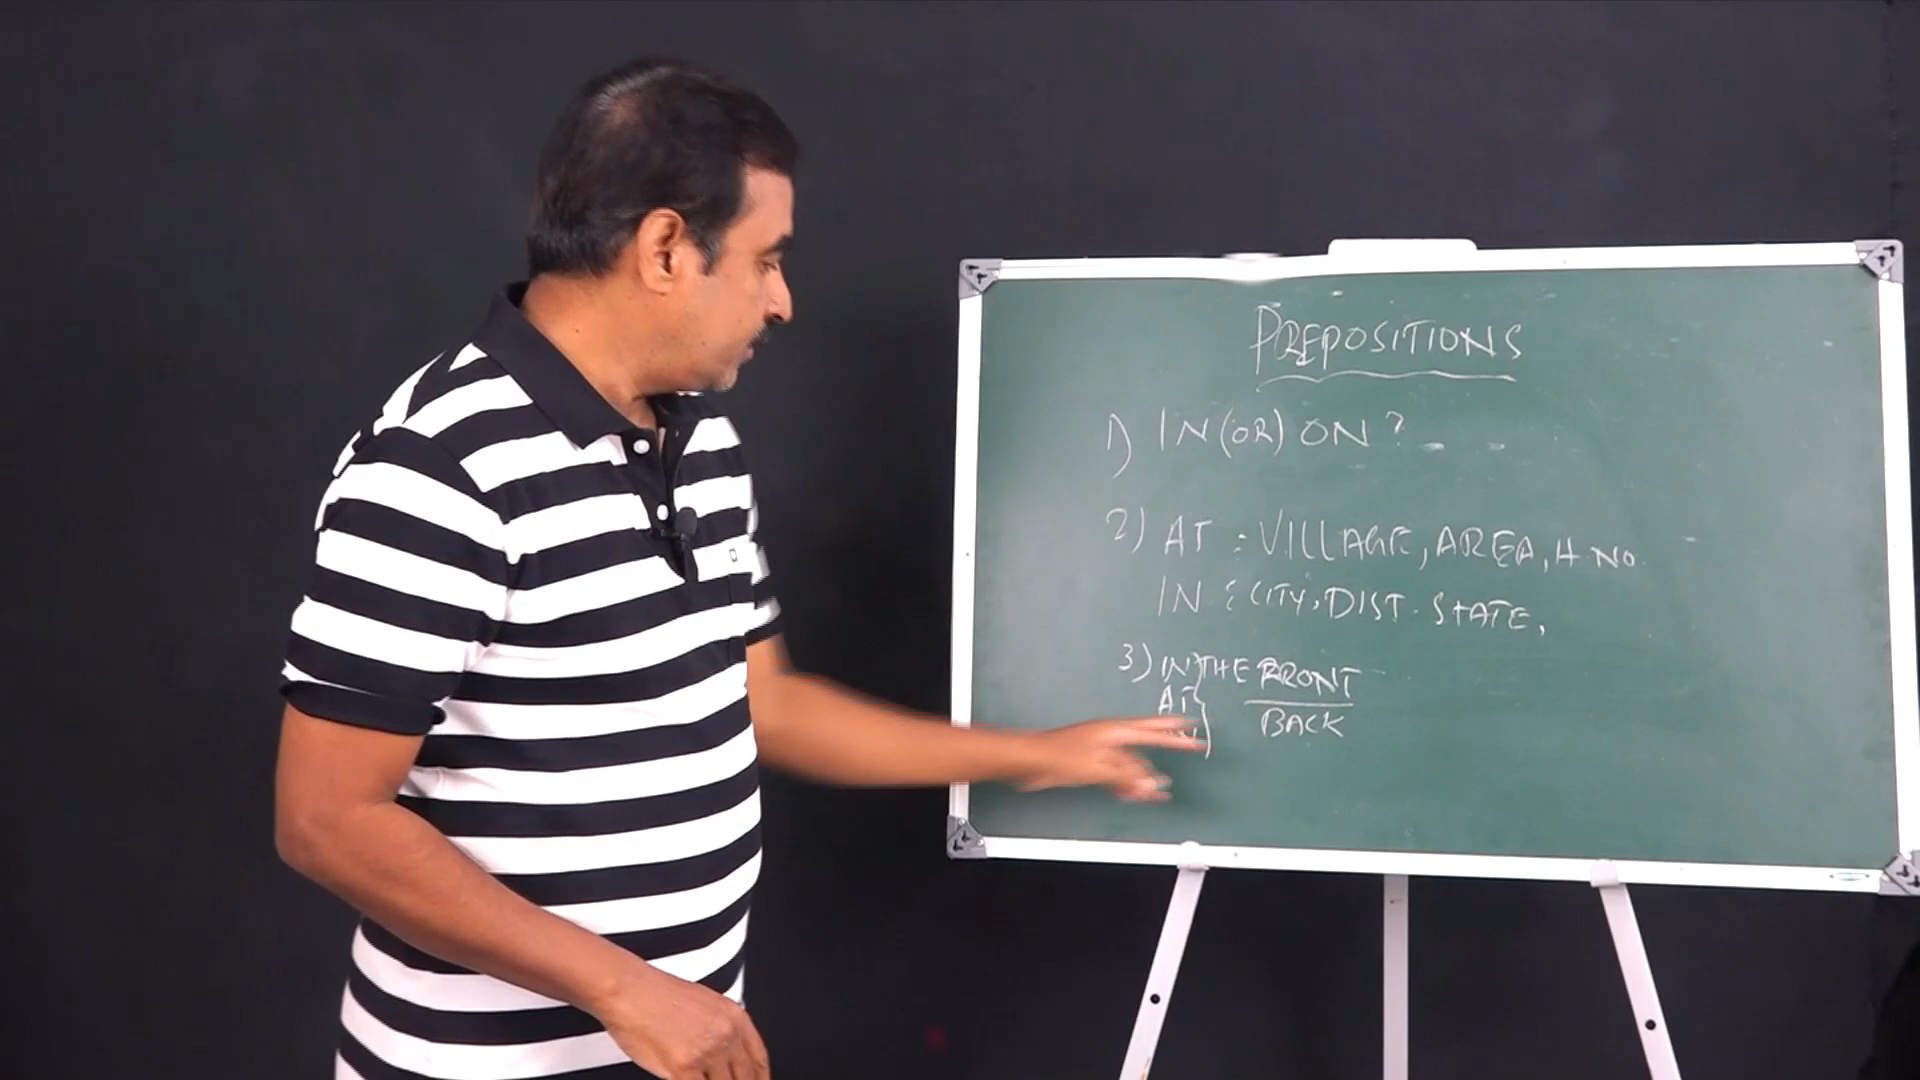 PREPOSITIONS
1) IN (OR) ON ?
2) AT : VILLAGE, AREA, H. NO.
IN : CITY, DIST. STATE,
3) IN THE FRONT
AT
BACK